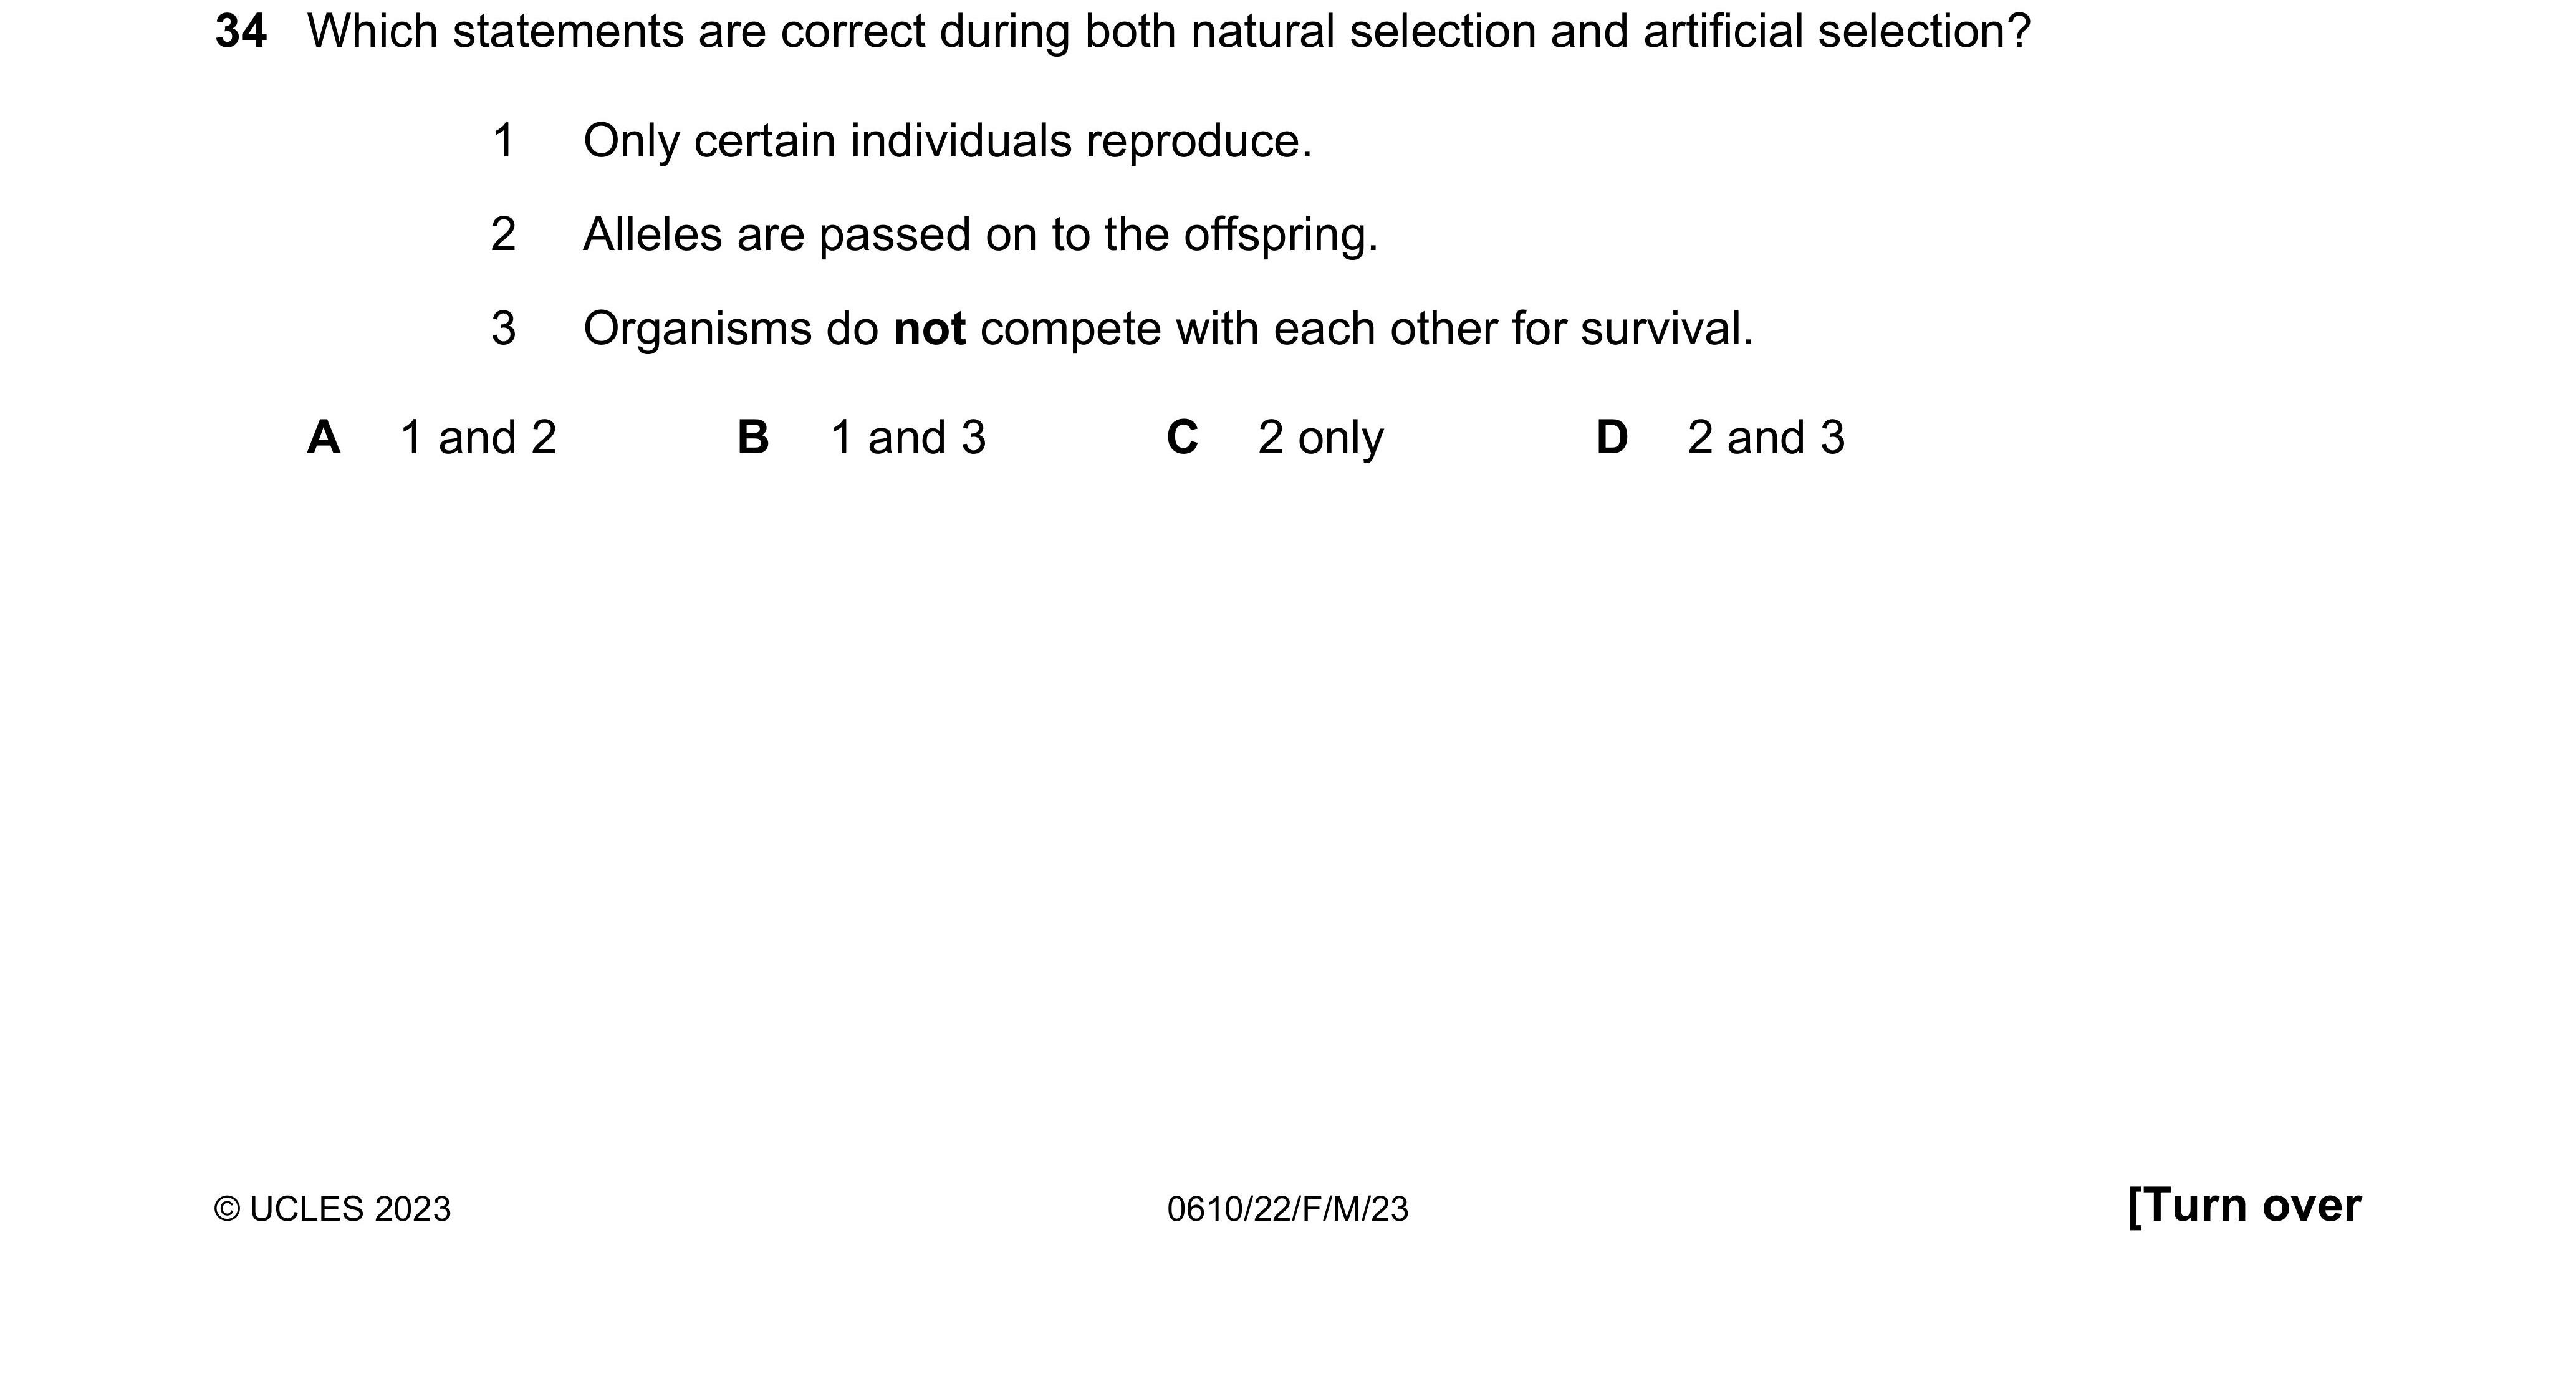 34 Which statements are correct during both natural selection and artificial selection?
1 Only certain individuals reproduce.
2 Alleles are passed on to the offspring.
3 Organisms do not compete with each other for survival.
A 1 and 2 B 1 and 3 C 2 only D 2 and 3
© UCLES 2023 0610/22/F/M/23 [Turn over